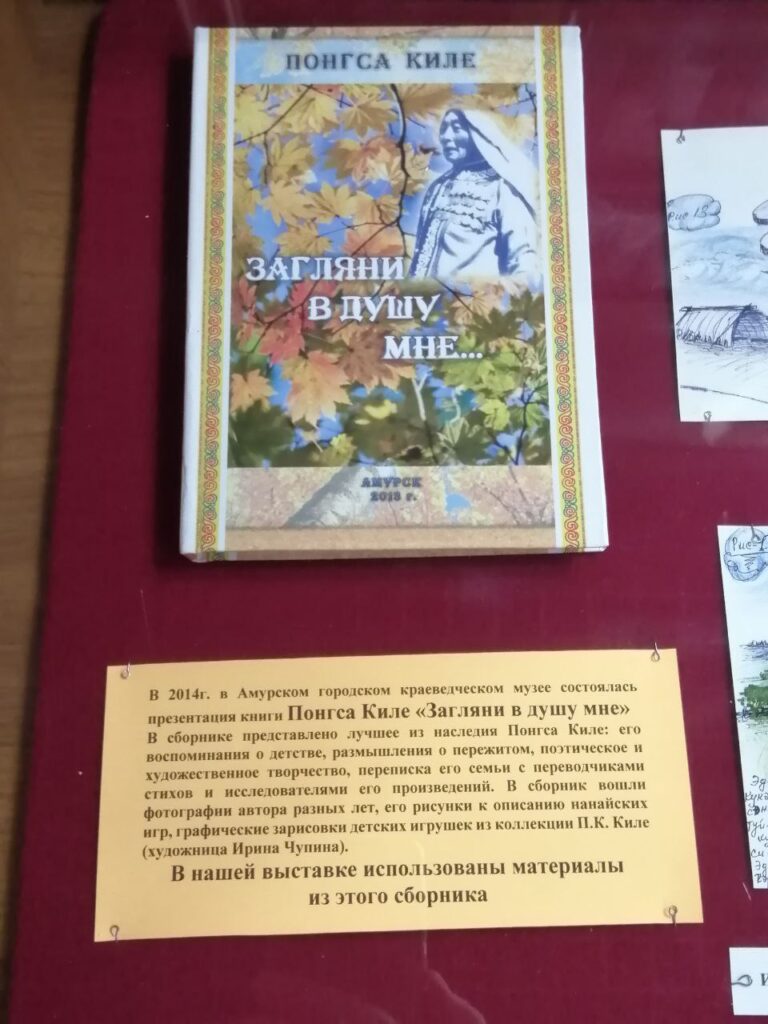 ПОНГСА КИЛЕ
ЗАГЛЯНИ
В ДУШУ
МНЕ...
АМУРСК
2013 г.
В 2014г. в Амурском городском краеведческом музее состоялась
презентация книги Понгса Киле «Загляни в душу мне»
В сборнике представлено лучшее из наследия Понгса Киле: его
воспоминания о детстве, размышления о пережитом, поэтическое и
художественное творчество, переписка его семьи с переводчиками
стихов и исследователями его произведений. В сборник вошли
фотографии автора разных лет, его рисунки к описанию нанайских
игр, графические зарисовки детских игрушек из коллекции П.К. Киле
(художница Ирина Чупина).
В нашей выставке использованы материалы
из этого сборника
Рис 15